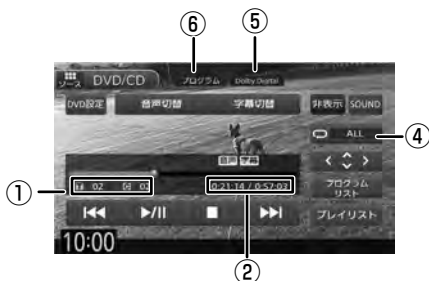 ⑥ ⑤
ソース DVD/CD プログラム Dolby Digital
DVD設定 音声切替 字幕切替 非表示 SOUND
ALL ④
音声 字幕
① T 02 C 02 0:21:14 / 0:57:07
プログラム
リスト
プレイリスト
10:00
②